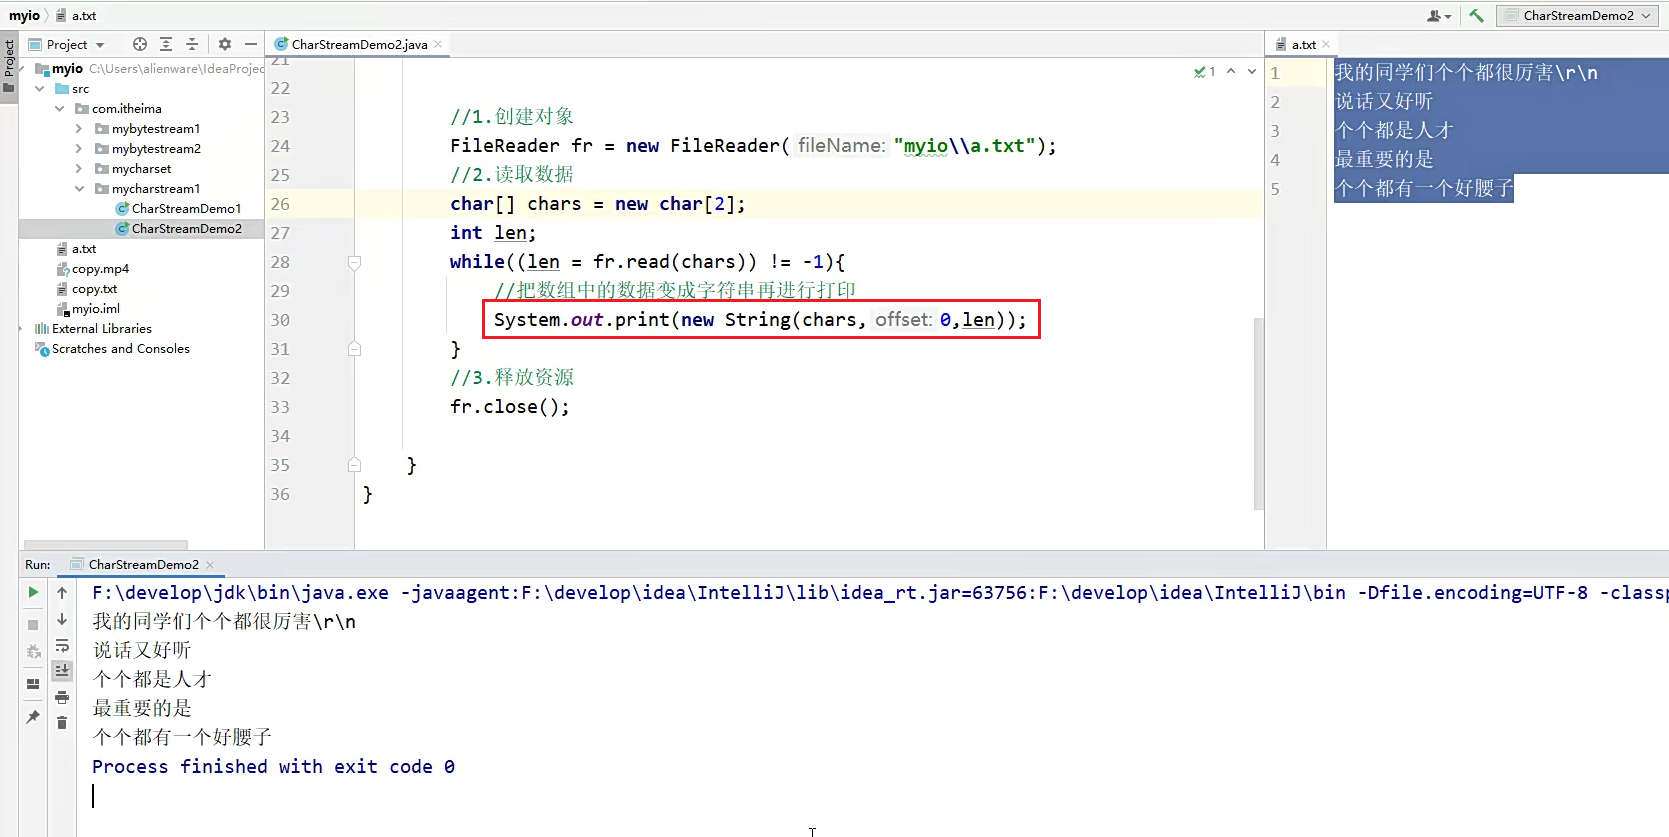 myio
a.txt
CharStreamDemo2
Project
Project
CharStreamDemo2.java
a.txt
myio C:\Users\alienware\IdeaProjec
src
com.itheima
mybytestream1
mybytestream2
mycharset
mycharstream1
CharStreamDemo1
CharStreamDemo2
a.txt
copy.mp4
copy.txt
myio.iml
External Libraries
Scratches and Consoles
21
22
23 //1.创建对象
24 FileReader fr = new FileReader( fileName: "myio\\a.txt");
25 //2.读取数据
26 char[] chars = new char[2];
27 int len;
28 while((len = fr.read(chars)) != -1){
29 //把数组中的数据变成字符串再进行打印
30 System.out.print(new String(chars, offset: 0,len));
31 }
32 //3.释放资源
33 fr.close();
34
35 }
36 }
1
1 我的同学们个个都很厉害\r\n
2 说话又好听
3 个个都是人才
4 最重要的是
5 个个都有一个好腰子
Run: CharStreamDemo2
F:\develop\jdk\bin\java.exe -javaagent:F:\develop\idea\IntelliJ\lib\idea_rt.jar=63756:F:\develop\idea\IntelliJ\bin -Dfile.encoding=UTF-8 -classp
我的同学们个个都很厉害\r\n
说话又好听
个个都是人才
最重要的是
个个都有一个好腰子
Process finished with exit code 0